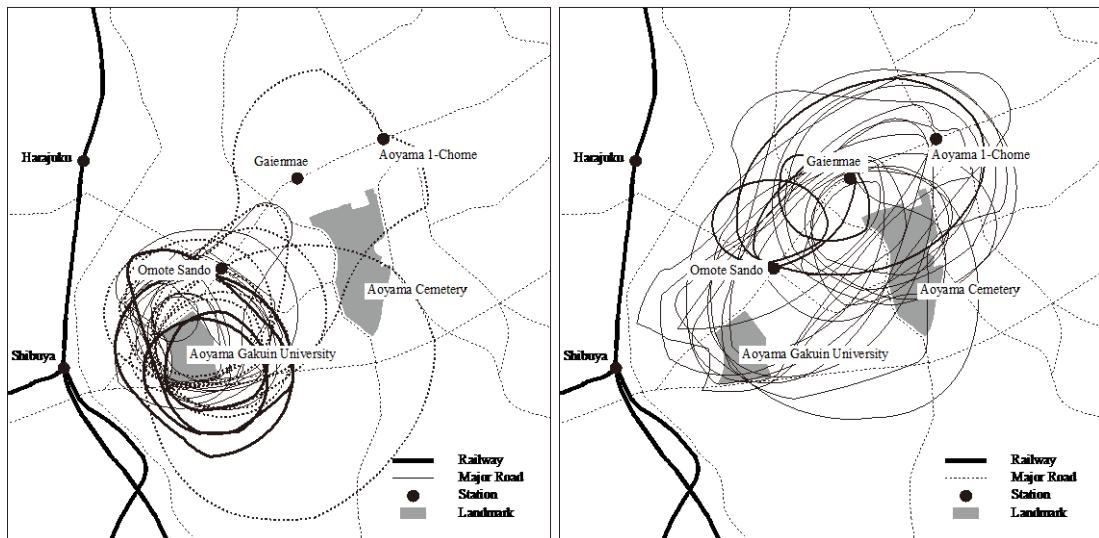 Harajuku
Gaienmae
Aoyama 1-Chome
Omote Sando
Aoyama Cemetery
Shibuya
Aoyama Gakuin University
Railway
Major Road
Station
Landmark
Harajuku
Gaienmae
Aoyama 1-Chome
Omote Sando
Aoyama Cemetery
Shibuya
Aoyama Gakuin University
Railway
Major Road
Station
Landmark